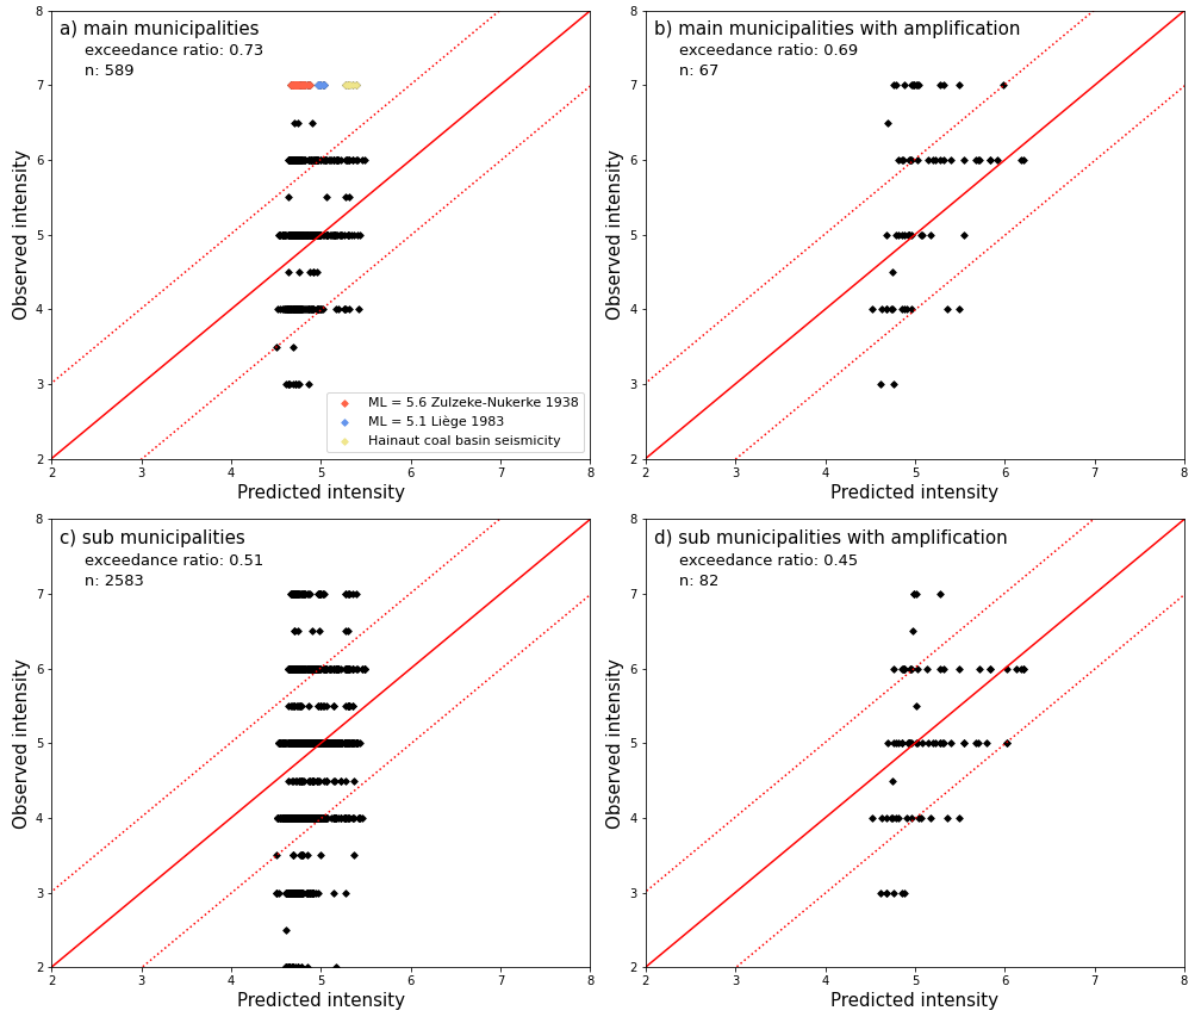 a) main municipalities
exceedance ratio: 0.73
n: 589
8
7
6
5
4
3
2
Observed intensity
ML = 5.6 Zulzeke-Nukerke 1938
ML = 5.1 Liège 1983
Hainaut coal basin seismicity
2 3 4 5 6 7 8
Predicted intensity
b) main municipalities with amplification
exceedance ratio: 0.69
n: 67
8
7
6
5
4
3
2
Observed intensity
2 3 4 5 6 7 8
Predicted intensity
c) sub municipalities
exceedance ratio: 0.51
n: 2583
8
7
6
5
4
3
2
Observed intensity
2 3 4 5 6 7 8
Predicted intensity
d) sub municipalities with amplification
exceedance ratio: 0.45
n: 82
8
7
6
5
4
3
2
Observed intensity
2 3 4 5 6 7 8
Predicted intensity